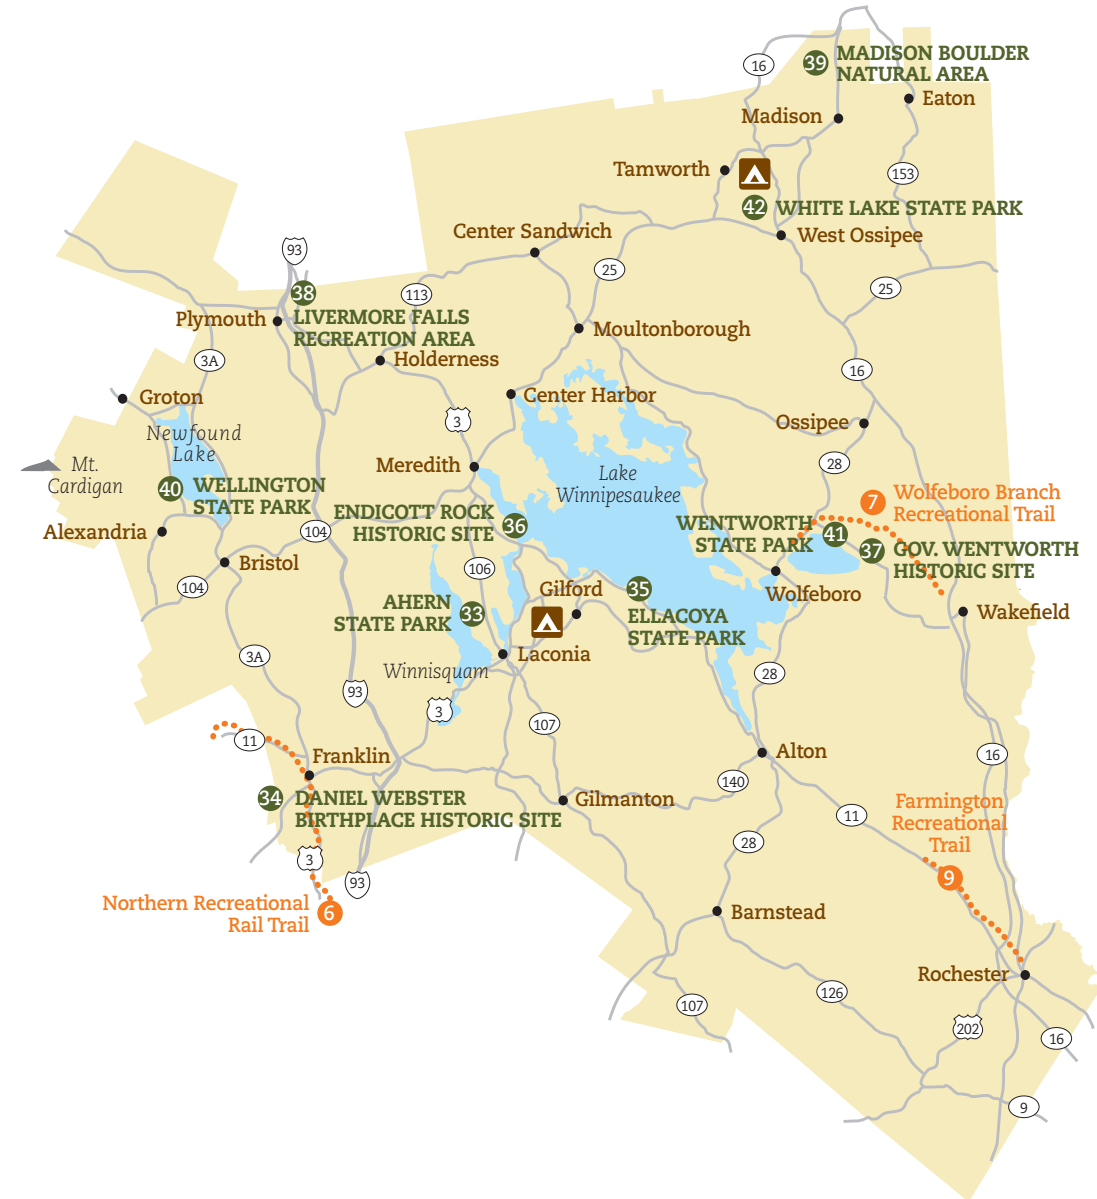 16
39
MADISON BOULDER
NATURAL AREA
Eaton
Madison
Tamworth
153
42
WHITE LAKE STATE PARK
Center Sandwich
West Ossipee
93
25
38
113
25
Plymouth
LIVERMORE FALLS
RECREATION AREA
Moultonborough
3A
Holderness
16
Groton
Center Harbor
3
Ossipee
Newfound
Lake
28
Mt.
Cardigan
Meredith
Lake
Winnipesaukee
40
WELLINGTON
STATE PARK
7
Wolfeboro Branch
Recreational Trail
ENDICOTT ROCK
HISTORIC SITE
36
WENTWORTH
STATE PARK
41
Alexandria
104
37
GOV. WENTWORTH
HISTORIC SITE
Bristol
106
104
Gilford
35
Wolfeboro
AHERN
STATE PARK
33
ELLACOYA
STATE PARK
Wakefield
3A
Laconia
Winnisquam
28
93
3
107
11
Franklin
Alton
16
140
34
DANIEL WEBSTER
BIRTHPLACE HISTORIC SITE
Gilmanton
Farmington
Recreational
Trail
11
28
3
93
9
Northern Recreational
Rail Trail
6
Barnstead
Rochester
126
107
202
16
9